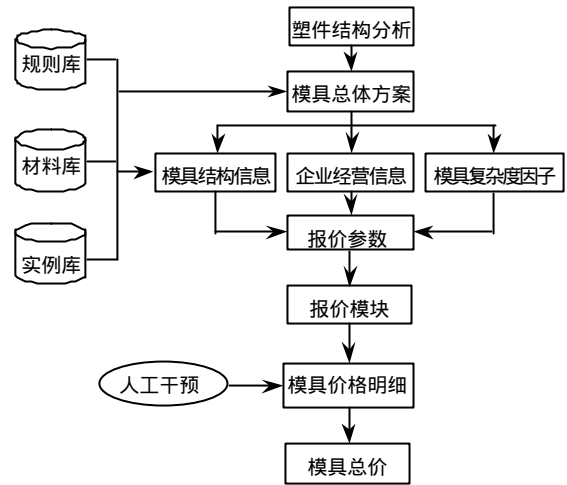 塑件结构分析
规则库
模具总体方案
材料库
模具结构信息
企业经营信息
模具复杂度因子
报价参数
实例库
报价模块
人工干预
模具价格明细
模具总价